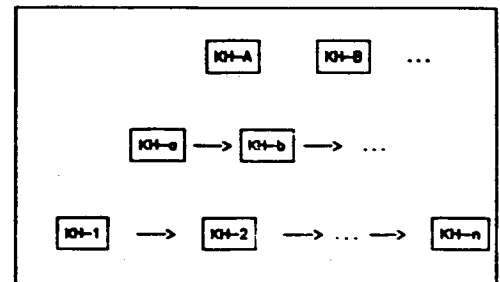 KH-A KH-B ...
KH-a --> KH-b --> ...
KH-1 --> KH-2 --> ... --> KH-n